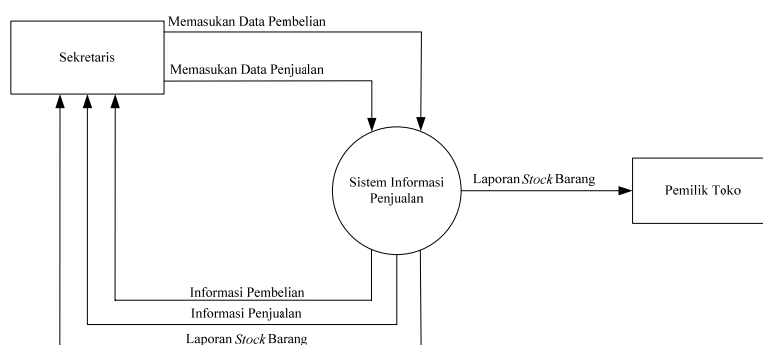 Memasukan Data Pembelian
Sekretaris
Memasukan Data Penjualan
Sistem Informasi
Penjualan
Laporan Stock Barang
Pemilik Toko
Informasi Pembelian
Informasi Penjualan
Laporan Stock Barang